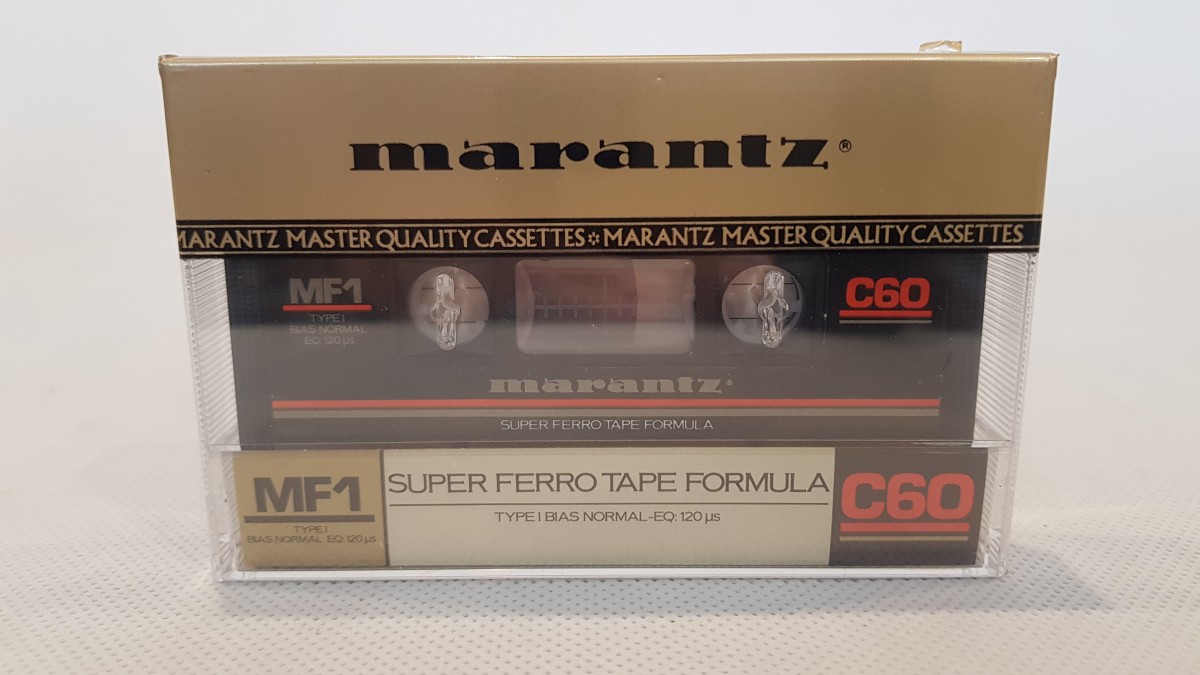 marantz®
MARANTZ MASTER QUALITY CASSETTES ✲ MARANTZ MASTER QUALITY CASSETTES
MF1
TYPE I
BIAS NORMAL
EQ: 120 µs
C60
marantz
SUPER FERRO TAPE FORMULA
MF1
TYPE I
BIAS NORMAL EQ: 120 µs
SUPER FERRO TAPE FORMULA
TYPE I BIAS NORMAL-EQ: 120 µs
C60